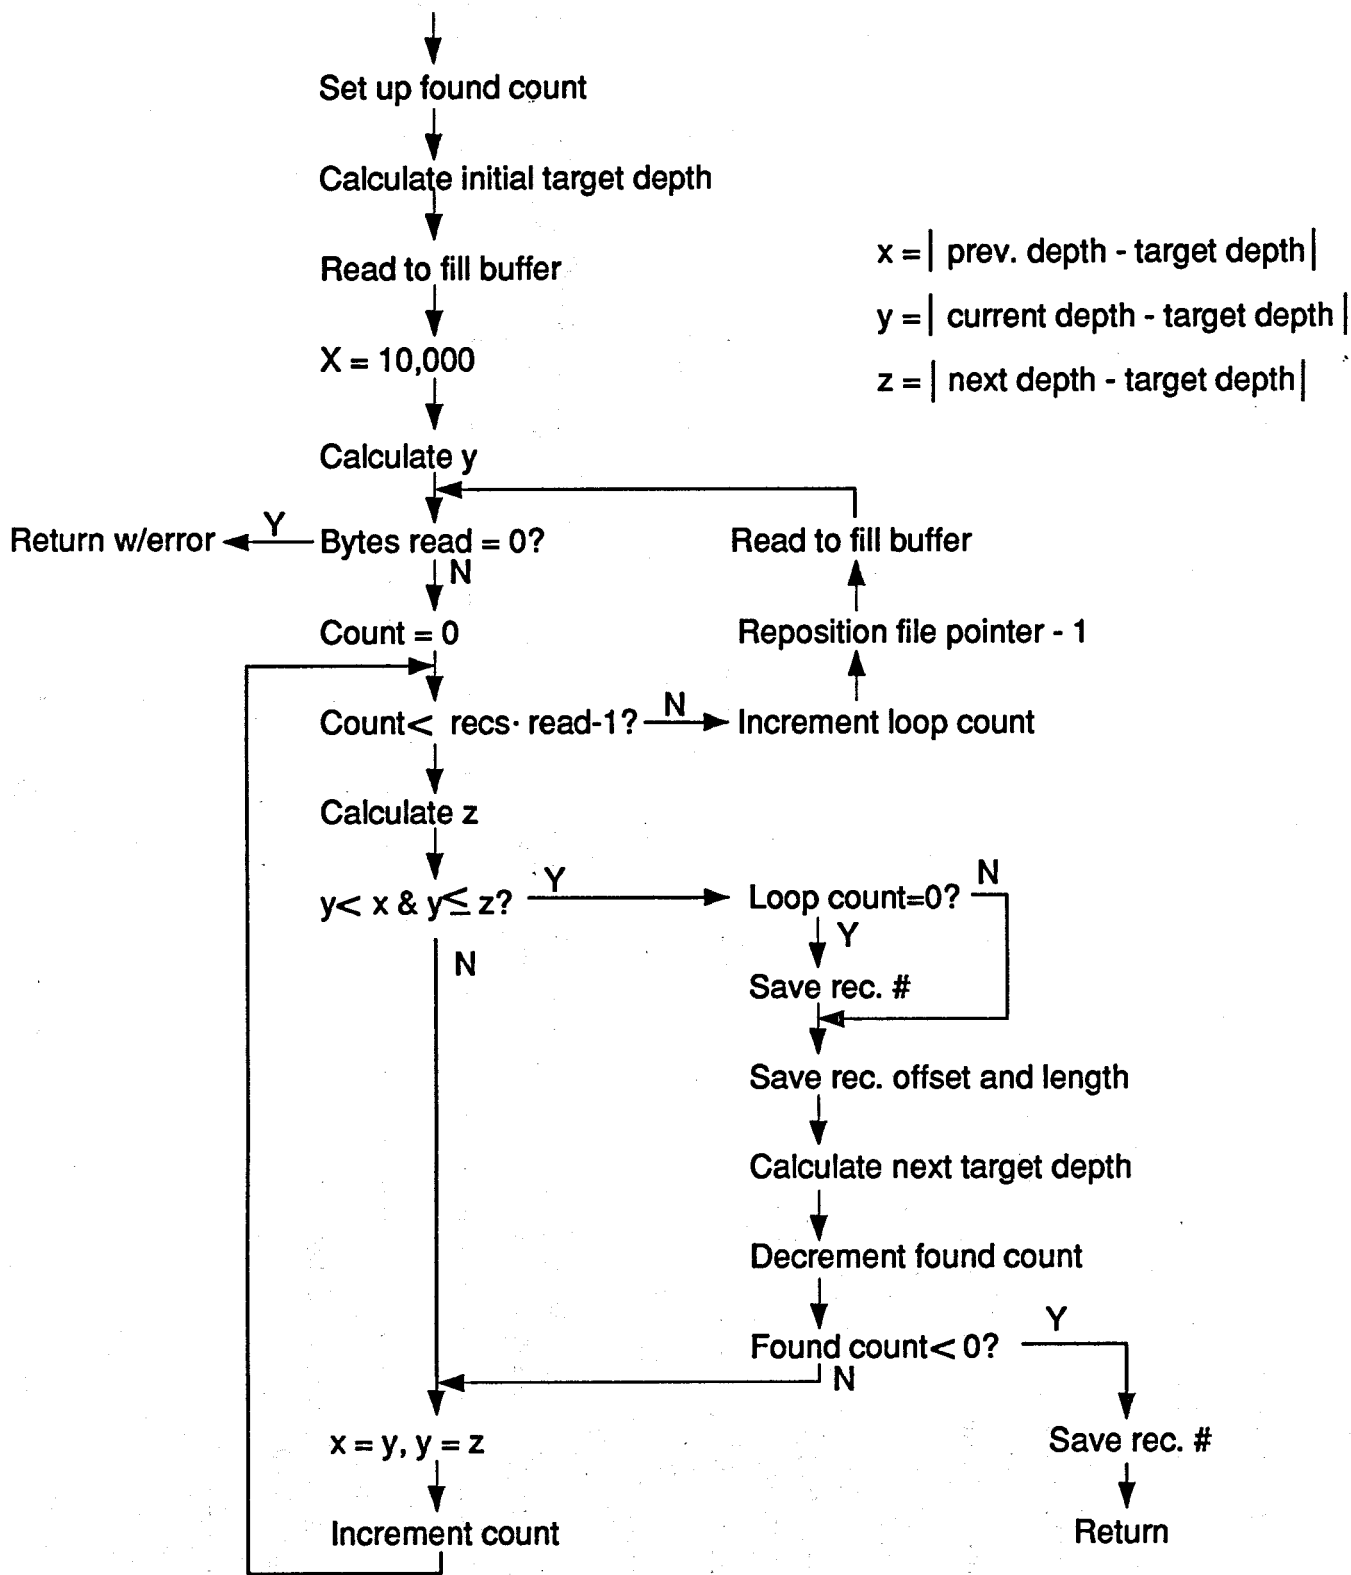 Set up found count
Calculate initial target depth
Read to fill buffer
X = 10,000
Calculate y
x = | prev. depth - target depth |
y = | current depth - target depth |
z = | next depth - target depth |
Return w/error
Y
Bytes read = 0?
N
Read to fill buffer
Count = 0
Reposition file pointer - 1
Count< recs· read-1?
N
Increment loop count
Calculate z
y< x & y≤ z?
Y
N
Loop count=0?
N
Y
Save rec. #
Save rec. offset and length
Calculate next target depth
Decrement found count
Found count< 0?
Y
N
x = y, y = z
Save rec. #
Increment count
Return